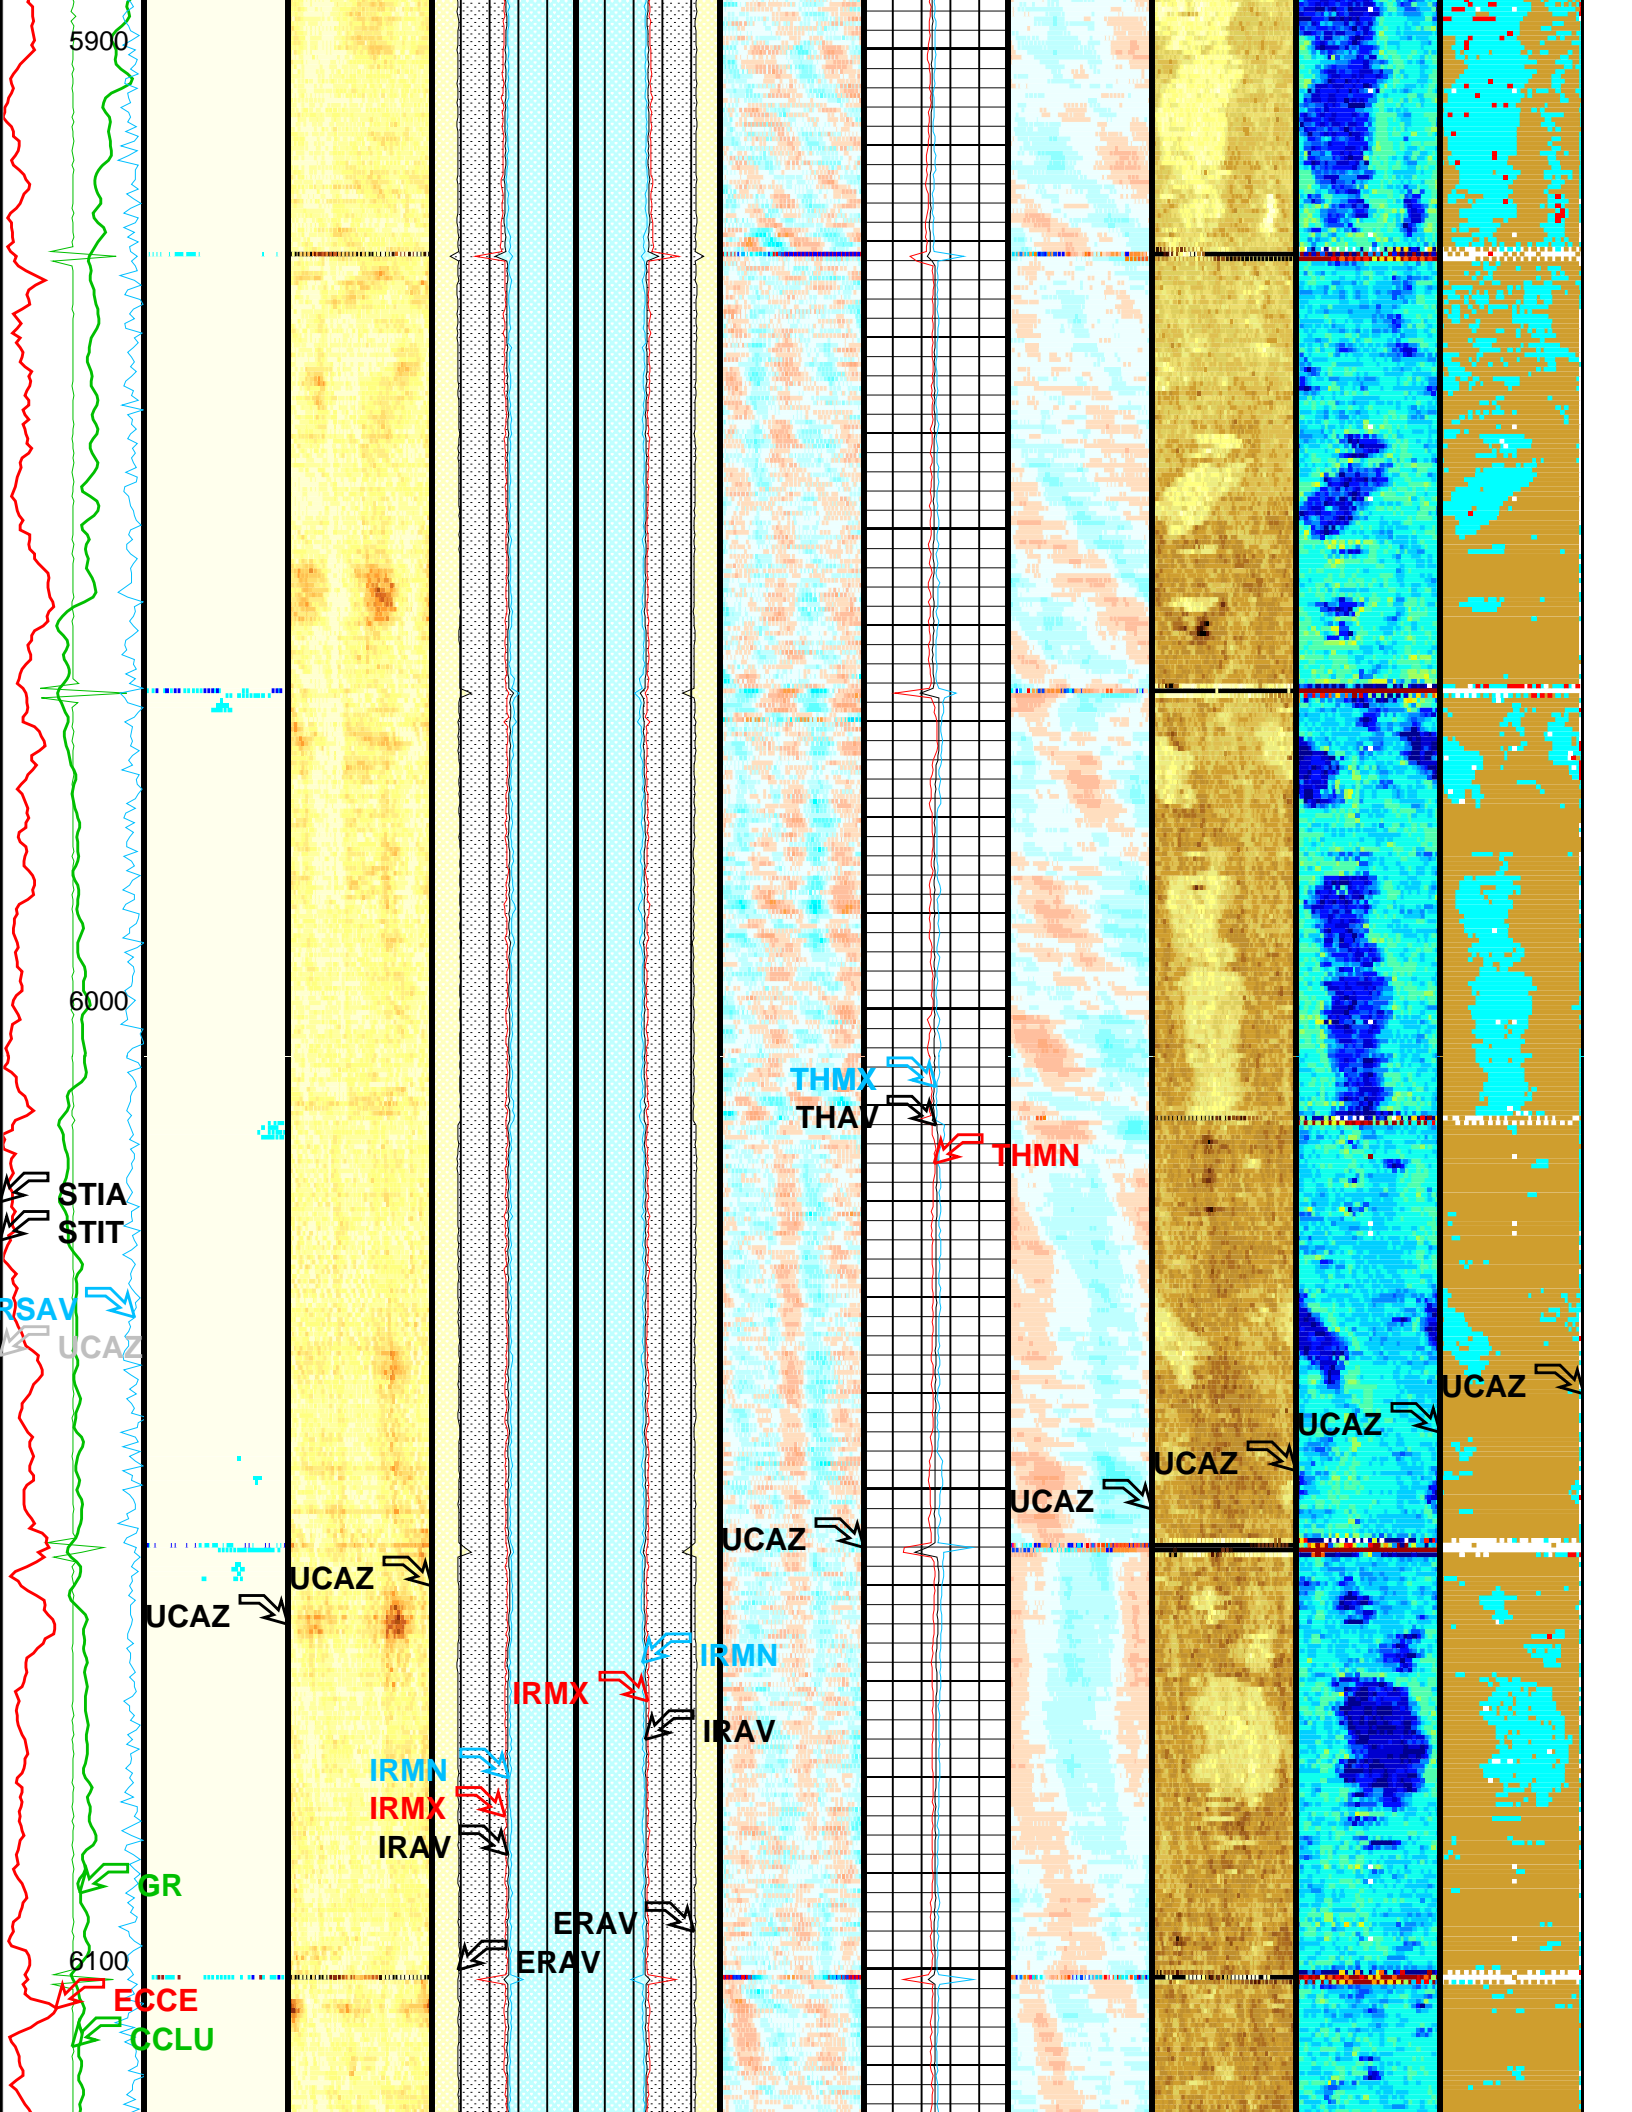 5900
6000
THMX
THAV
THMN
STIA
STIT
RSAV
UCAZ
UCAZ
UCAZ
UCAZ
UCAZ
UCAZ
UCAZ
UCAZ
IRMN
IRMX
IRAV
IRMN
IRMX
IRAV
GR
ERAV
ERAV
6100
ECCE
CCLU